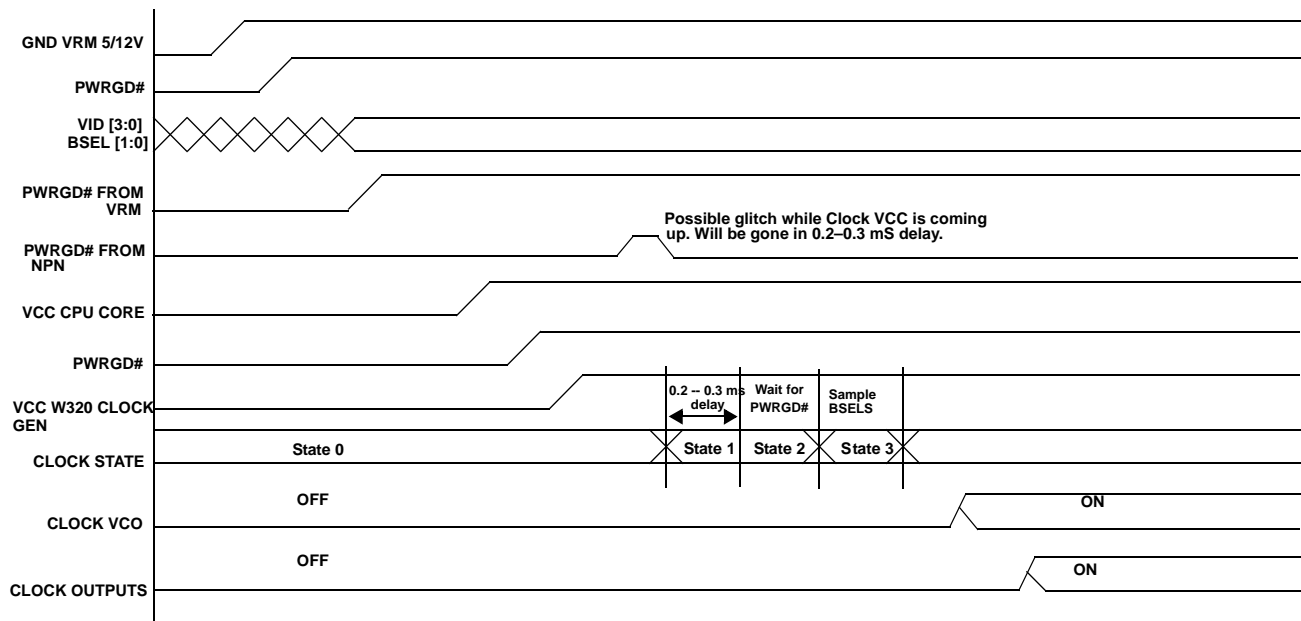 GND VRM 5/12V
PWRGD#
VID [3:0]
BSEL [1:0]
PWRGD# FROM
VRM
Possible glitch while Clock VCC is coming
up. Will be gone in 0.2–0.3 mS delay.
PWRGD# FROM
NPN
VCC CPU CORE
PWRGD#
0.2 -- 0.3 ms
delay
Wait for
PWRGD#
Sample
BSELS
VCC W320 CLOCK
GEN
CLOCK STATE
State 0
State 1
State 2
State 3
OFF
ON
CLOCK VCO
OFF
ON
CLOCK OUTPUTS